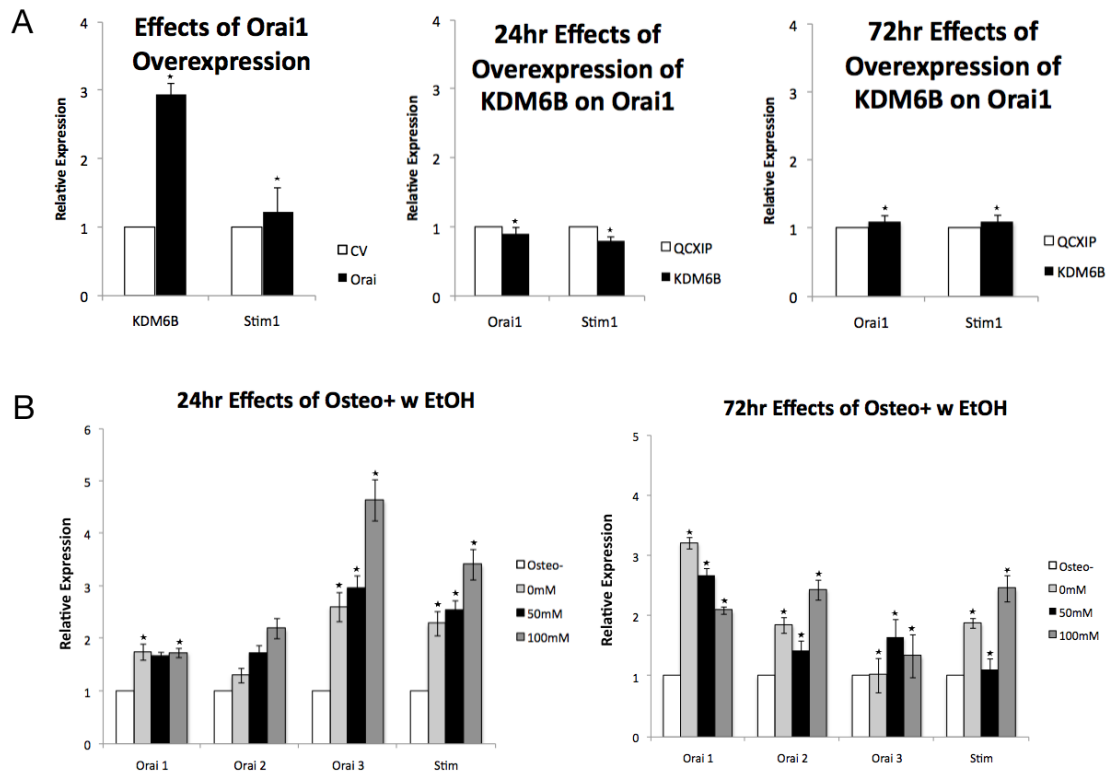 A
Effects of Orai1
Overexpression
Relative Expression
4
3
2
1
0
KDM6B
Stim1
CV
Orai
24hr Effects of
Overexpression of
KDM6B on Orai1
Relative Expression
4
3
2
1
0
Orai1
Stim1
QCXIP
KDM6B
72hr Effects of
Overexpression of
KDM6B on Orai1
Relative Expression
4
3
2
1
0
Orai1
Stim1
QCXIP
KDM6B
B
24hr Effects of Osteo+ w EtOH
Relative Expression
6
5
4
3
2
1
0
Orai 1
Orai 2
Orai 3
Stim
Osteo-
0mM
50mM
100mM
72hr Effects of Osteo+ w EtOH
Relative Expression
5
4
3
2
1
0
Orai 1
Orai 2
Orai 3
Stim
Osteo-
0mM
50mM
100mM